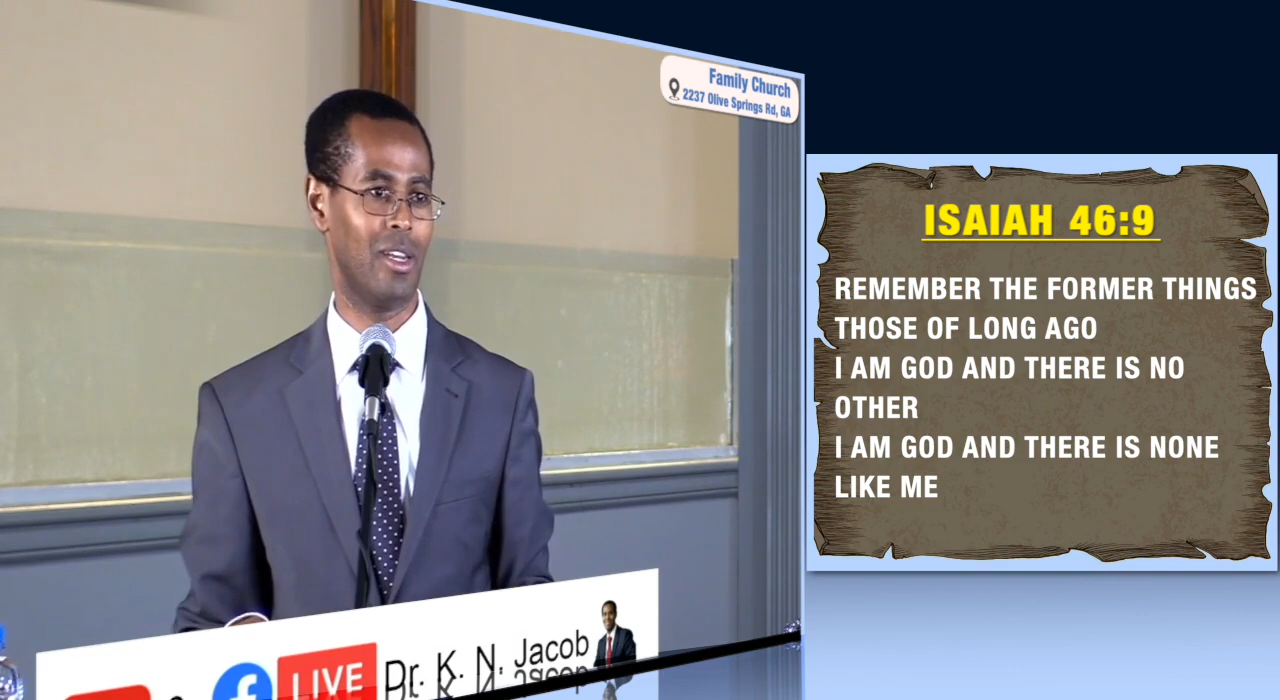 Family Church
2237 Olive Springs Rd, GA
ISAIAH 46:9
REMEMBER THE FORMER THINGS
THOSE OF LONG AGO
I AM GOD AND THERE IS NO
OTHER
I AM GOD AND THERE IS NONE
LIKE ME
LIVE
Dr. K. N. Jacob